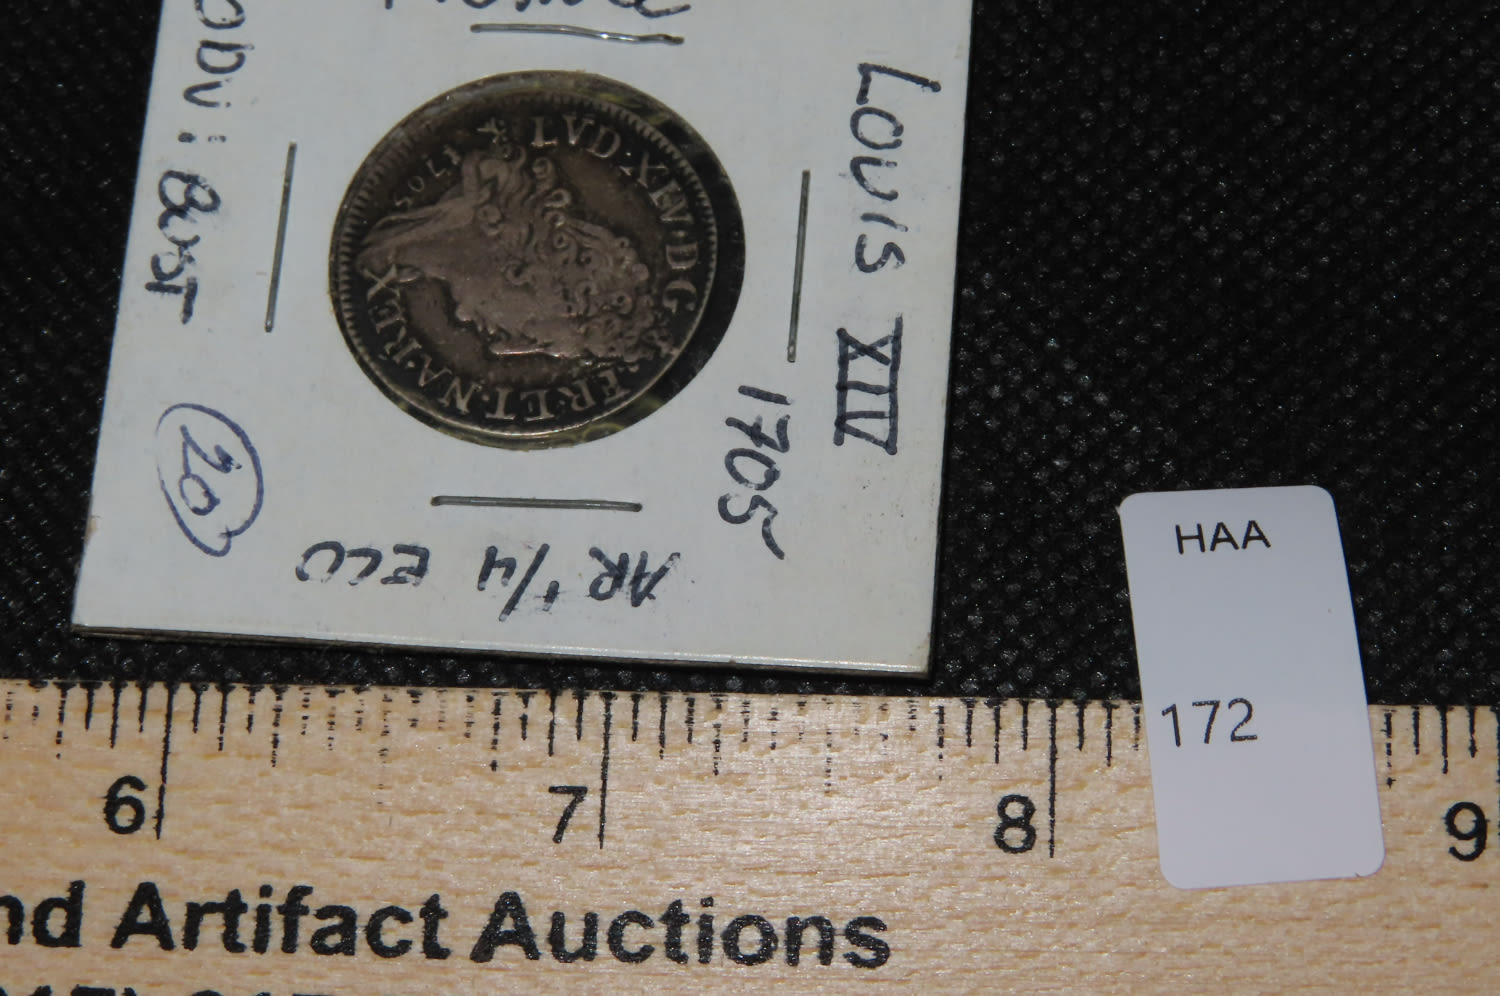 obv: Bust
20
Louis XIV
1705
AR 1/4 ECU
1705 LVD·XIV·D·G·
FR·ET·NA·REX
HAA
172
6 7 8 9
nd Artifact Auctions